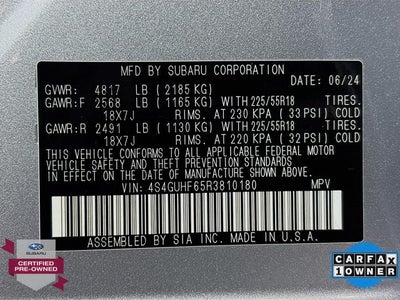 MFD BY SUBARU CORPORATION
GVWR: 4817 LB (2185 KG) DATE: 06/24
GAWR:F 2568 LB (1165 KG) WITH 225/55R18 TIRES.
18X7J RIMS. AT 230 KPA (33 PSI) COLD
GAWR:R 2491 LB (1130 KG) WITH 225/55R18 TIRES.
18X7J RIMS. AT 220 KPA (32 PSI) COLD
THIS VEHICLE CONFORMS TO ALL APPLICABLE FEDERAL MOTOR
VEHICLE SAFETY AND THEFT PREVENTION STANDARDS IN
EFFECT ON THE DATE OF MANUFACTURE SHOWN ABOVE.
VIN: 4S4GUHF65R3810180 MPV
ASSEMBLED BY SIA INC. MADE IN U.S.A.
SUBARU
CERTIFIED
PRE-OWNED
CARFAX
1 OWNER